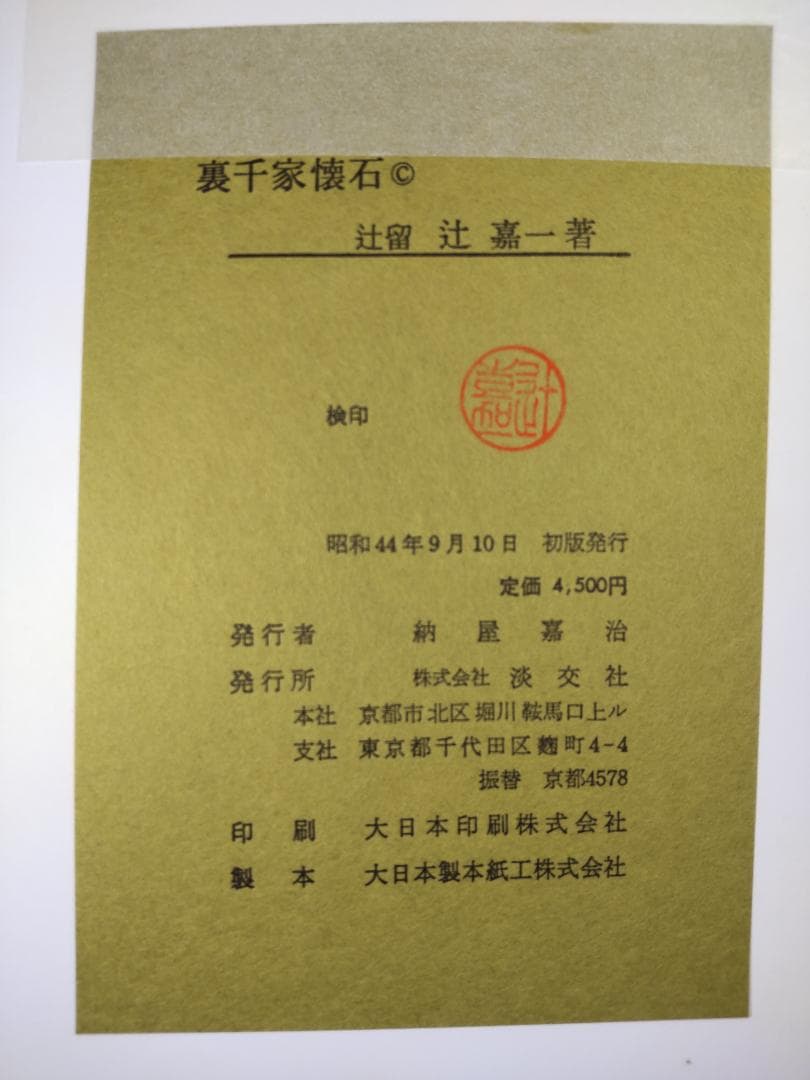 裏千家懐石©
辻留 辻 嘉一著
検印
昭和44年9月10日 初版発行
定価 4,500円
発行者 納屋嘉治
発行所 株式会社 淡交社
本社 京都市北区堀川鞍馬口上ル
支社 東京都千代田区麹町4-4
振替 京都4578
印刷 大日本印刷株式会社
製本 大日本製本紙工株式会社